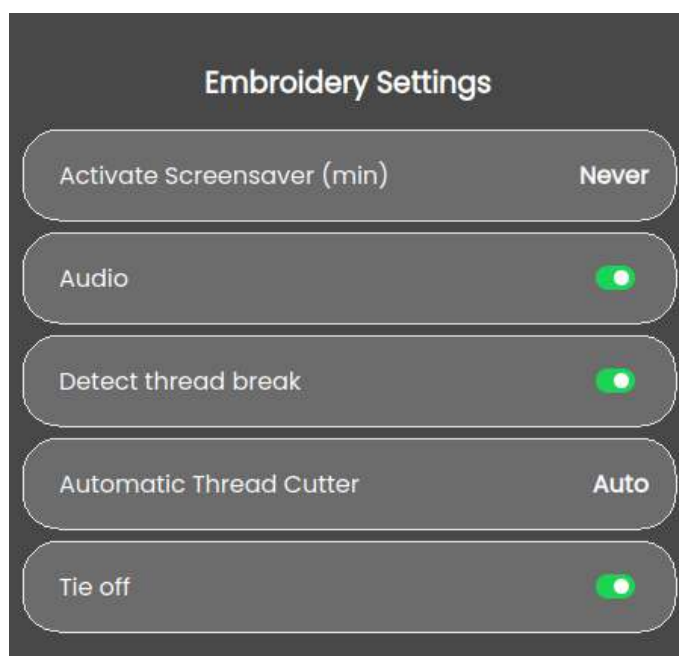 Embroidery Settings
Activate Screensaver (min) Never
Audio
Detect thread break
Automatic Thread Cutter Auto
Tie off